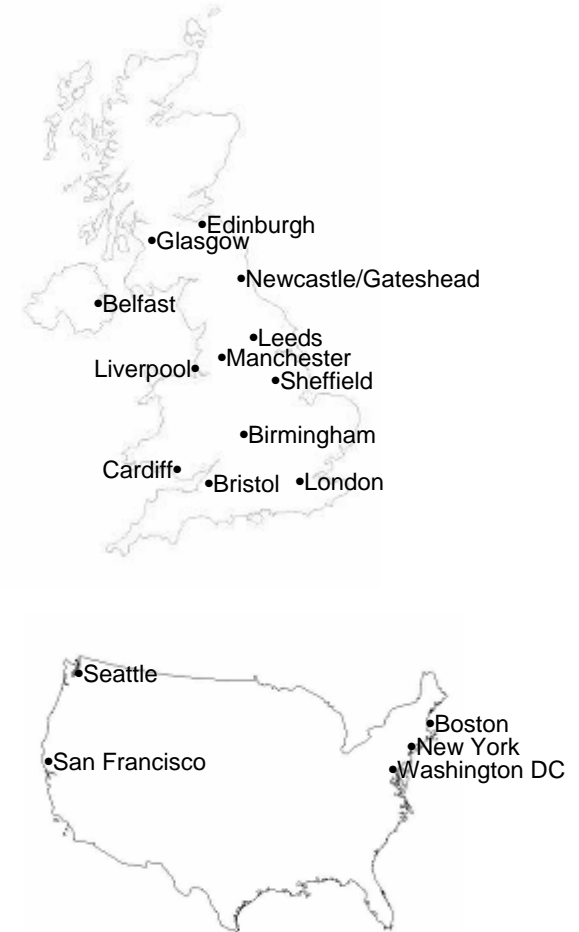 •Edinburgh
•Glasgow
•Newcastle/Gateshead
•Belfast
•Leeds
•Manchester
Liverpool•
•Sheffield
•Birmingham
Cardiff•
•Bristol
•London
•Seattle
•Boston
•New York
•San Francisco
•Washington DC